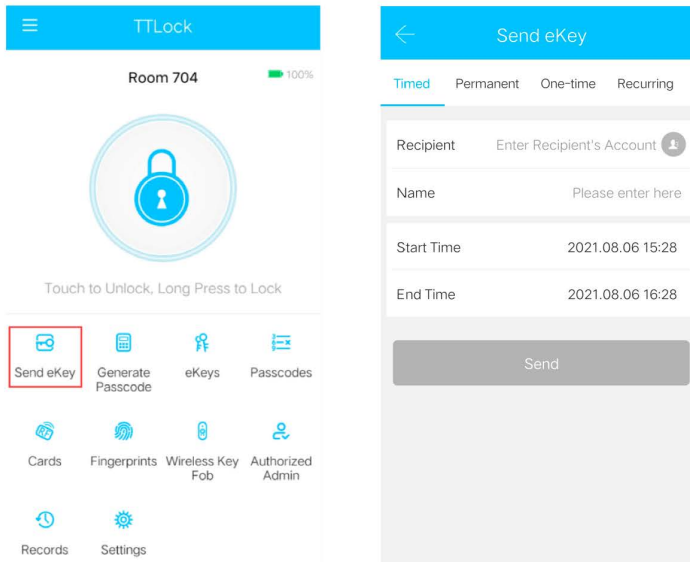 TTLock
Room 704
100%
Touch to Unlock, Long Press to Lock
Send eKey
Generate
Passcode
eKeys
Passcodes
Cards
Fingerprints
Wireless Key
Fob
Authorized
Admin
Records
Settings
Send eKey
Timed Permanent One-time Recurring
Recipient Enter Recipient's Account
Name Please enter here
Start Time 2021.08.06 15:28
End Time 2021.08.06 16:28
Send